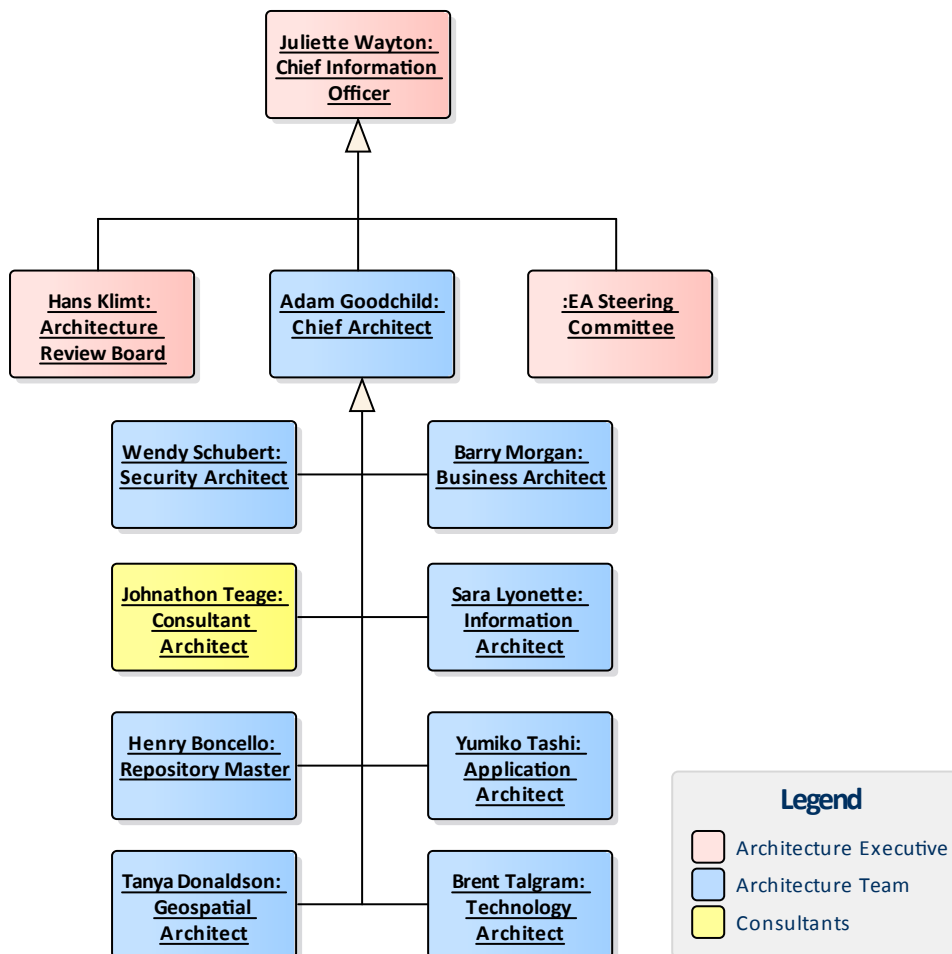 Juliette Wayton:
Chief Information
Officer
Hans Klimt:
Architecture
Review Board
Adam Goodchild:
Chief Architect
:EA Steering
Committee
Wendy Schubert:
Security Architect
Barry Morgan:
Business Architect
Johnathon Teage:
Consultant
Architect
Sara Lyonette:
Information
Architect
Henry Boncello:
Repository Master
Yumiko Tashi:
Application
Architect
Tanya Donaldson:
Geospatial
Architect
Brent Talgram:
Technology
Architect
Legend
Architecture Executive
Architecture Team
Consultants